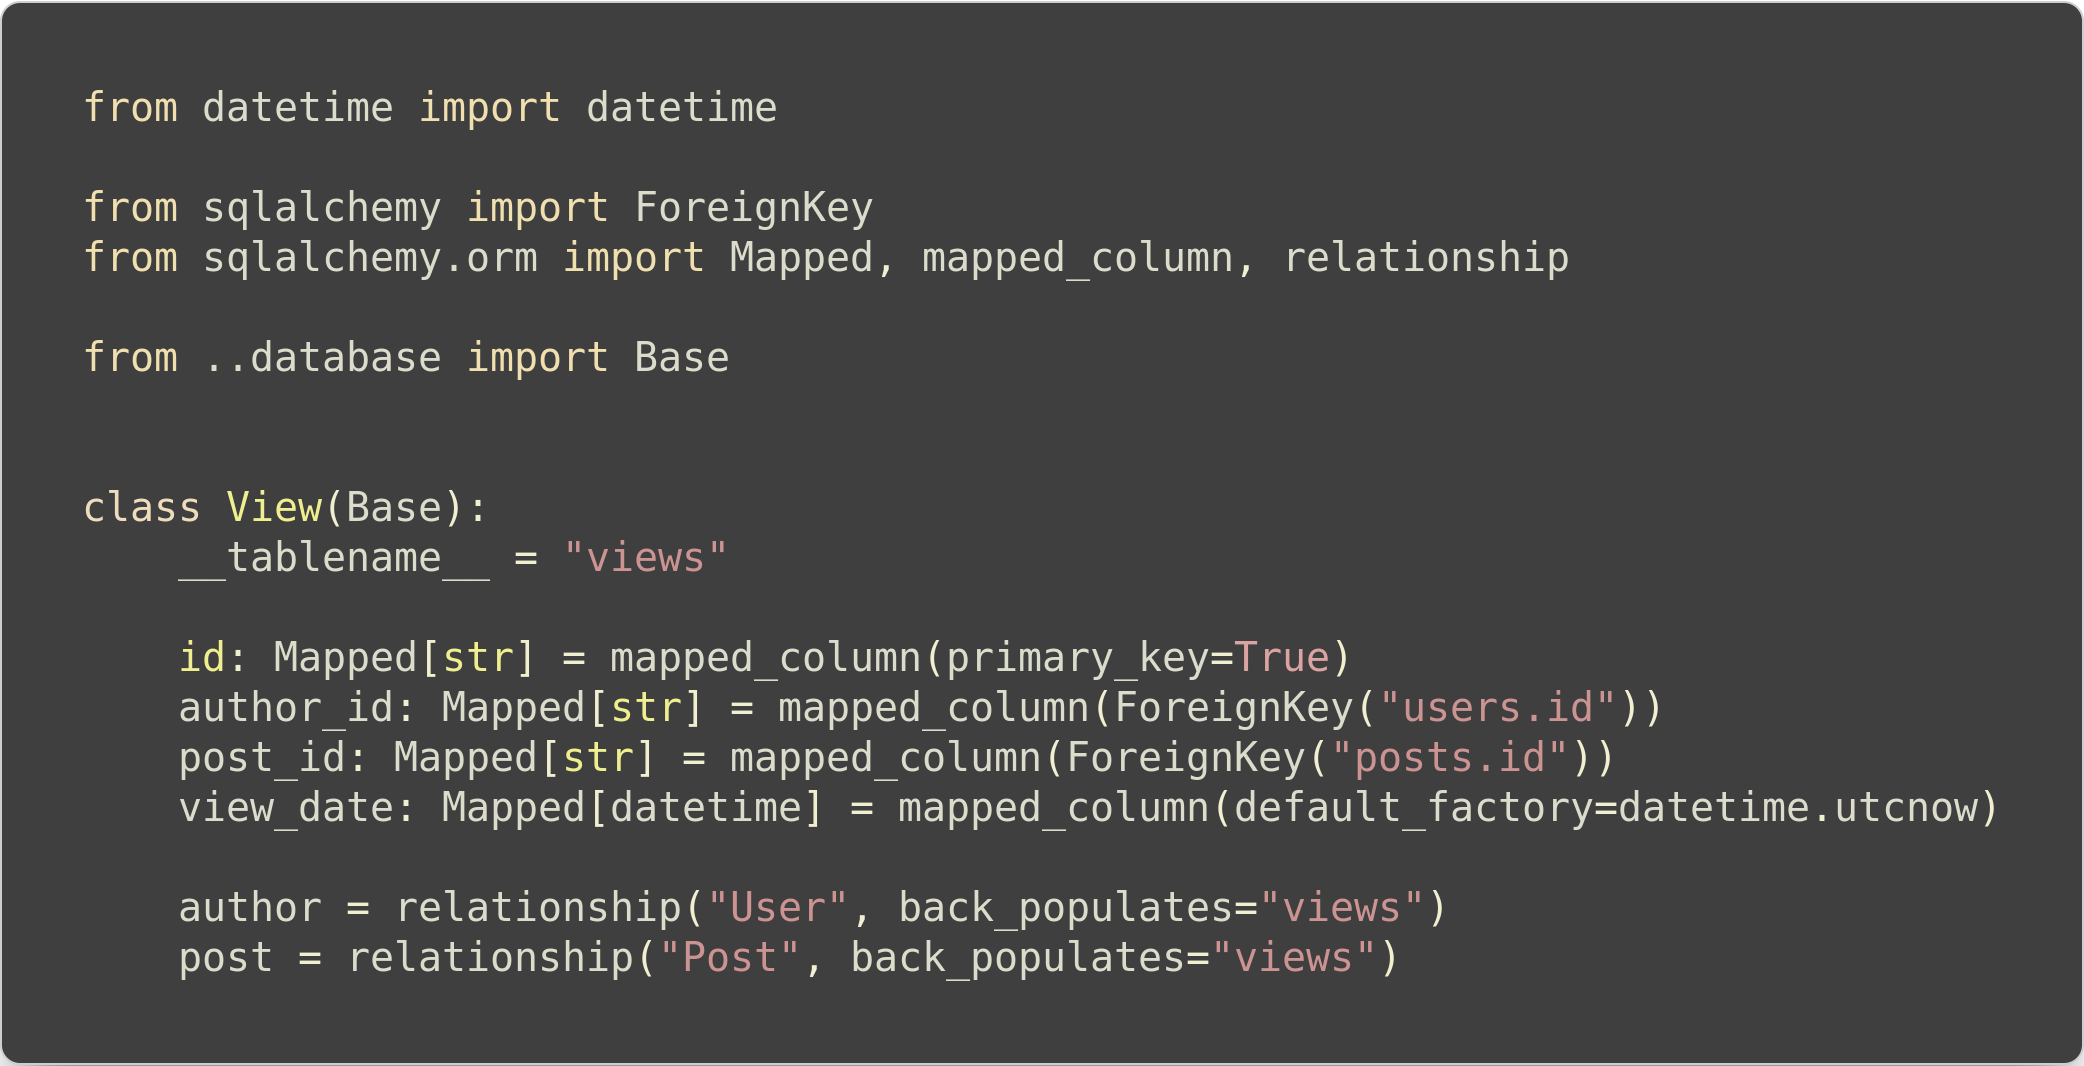 from datetime import datetime

from sqlalchemy import ForeignKey
from sqlalchemy.orm import Mapped, mapped_column, relationship

from ..database import Base


class View(Base):
    __tablename__ = "views"

    id: Mapped[str] = mapped_column(primary_key=True)
    author_id: Mapped[str] = mapped_column(ForeignKey("users.id"))
    post_id: Mapped[str] = mapped_column(ForeignKey("posts.id"))
    view_date: Mapped[datetime] = mapped_column(default_factory=datetime.utcnow)

    author = relationship("User", back_populates="views")
    post = relationship("Post", back_populates="views")